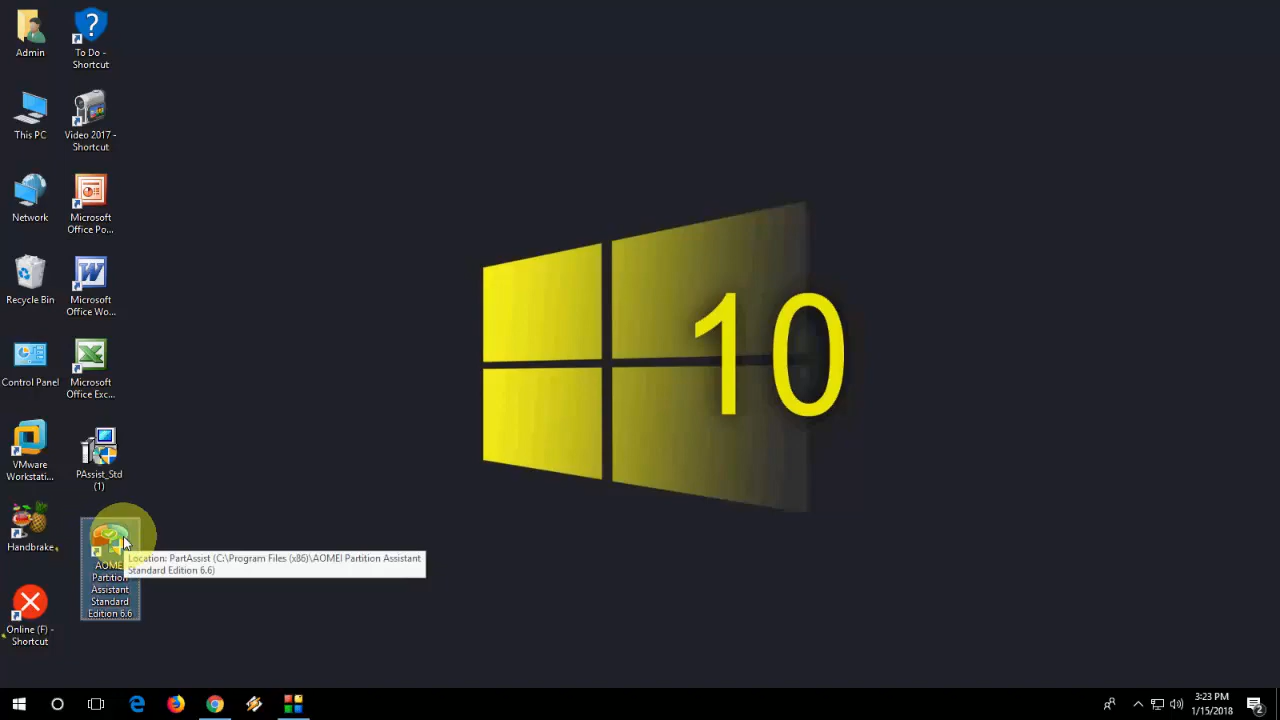 Admin
To Do -
Shortcut
This PC
Video 2017 -
Shortcut
Network
Microsoft
Office Po...
Recycle Bin
Microsoft
Office Wo...
Control Panel
Microsoft
Office Exc...
VMware
Workstati...
PAssist_Std
(1)
Handbrake
AOMEI
Partition
Assistant
Standard
Edition 6.6
Location: PartAssist (C:\Program Files (x86)\AOMEI Partition Assistant
Standard Edition 6.6)
Online (F) -
Shortcut
10
3:23 PM
1/15/2018
2